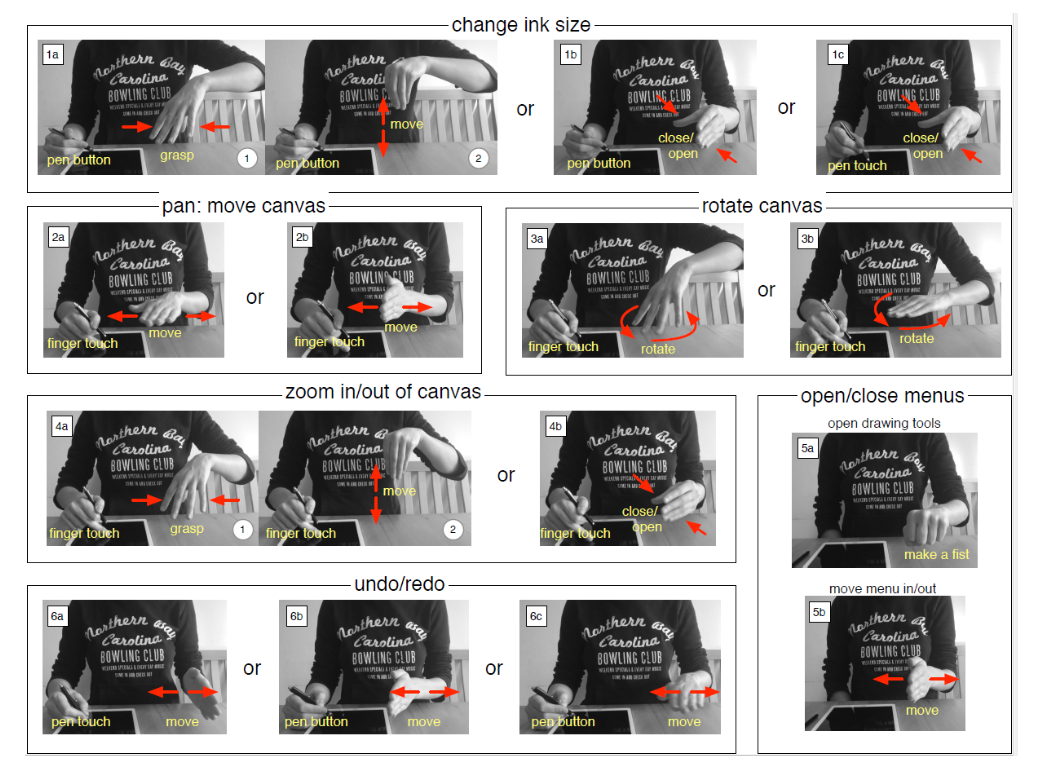 change ink size
1a
Northern Bay
Carolina
BOWLING CLUB
pen button
grasp
1
Northern Bay
BOWLING
move
pen button
2
or
1b
Northern Bay
Carolina
BOWLING CLUB
close/
open
pen button
or
1c
Northern Bay
Carolina
BOWLING CLUB
close/
open
pen touch
pan: move canvas
2a
Northern Bay
Carolina
BOWLING CLUB
move
finger touch
or
2b
Northern Bay
Carolina
BOWLING CLUB
move
finger touch
rotate canvas
3a
Northern Bay
Carolina
BOWLING
finger touch
rotate
or
3b
Northern Bay
Carolina
BOWLING CLUB
finger touch
rotate
zoom in/out of canvas
4a
Northern Bay
Carolina
BOWLING CLUB
finger touch
grasp
1
Northern Bay
Carolina
BOWLING CLUB
move
finger touch
2
or
4b
Northern Bay
Carolina
BOWLING CLUB
close/
open
finger touch
open/close menus
open drawing tools
5a
Northern Bay
Carolina
BOWLING CLUB
make a fist
move menu in/out
5b
Northern
Carolina
BOWLING CLUB
move
undo/redo
6a
Northern Bay
Carolina
BOWLING CLUB
pen touch
move
or
6b
Northern Bay
Carolina
BOWLING CLUB
pen button
move
or
6c
Northern Bay
Carolina
BOWLING CLUB
pen button
move